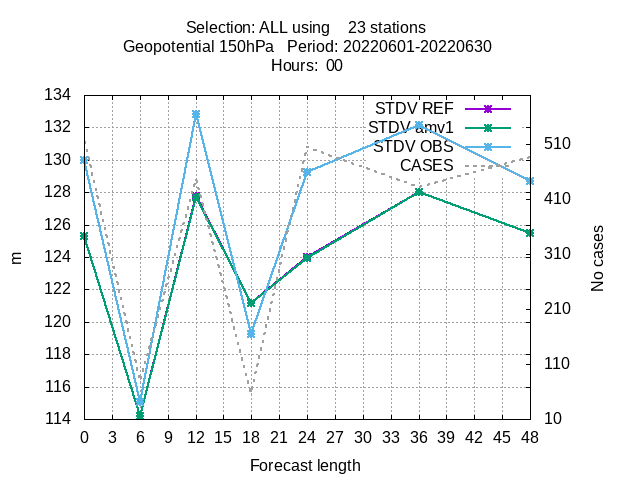 Selection: ALL using 23 stations
Geopotential 150hPa Period: 20220601-20220630
Hours: 00
134
132
130
128
126
124
122
120
118
116
114
m
STDV REF
STDV amv1
STDV OBS
CASES
510
410
310
210
110
10
No cases
0 3 6 9 12 15 18 21 24 27 30 33 36 39 42 45 48
Forecast length